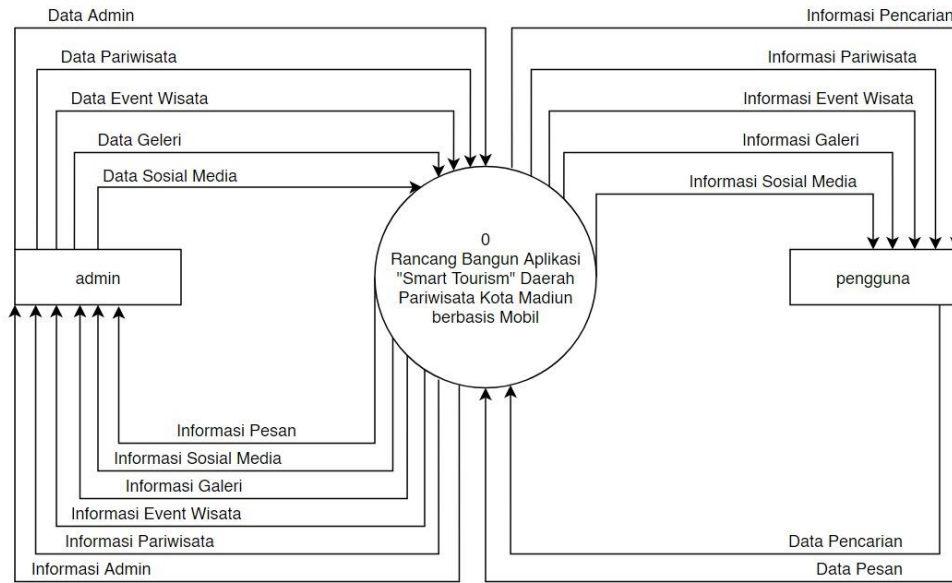 Data Admin
Data Pariwisata
Data Event Wisata
Data Geleri
Data Sosial Media
Informasi Pencarian
Informasi Pariwisata
Informasi Event Wisata
Informasi Galeri
Informasi Sosial Media
admin
0
Rancang Bangun Aplikasi
"Smart Tourism" Daerah
Pariwisata Kota Madiun
berbasis Mobil
pengguna
Informasi Pesan
Informasi Sosial Media
Informasi Galeri
Informasi Event Wisata
Informasi Pariwisata
Informasi Admin
Data Pencarian
Data Pesan